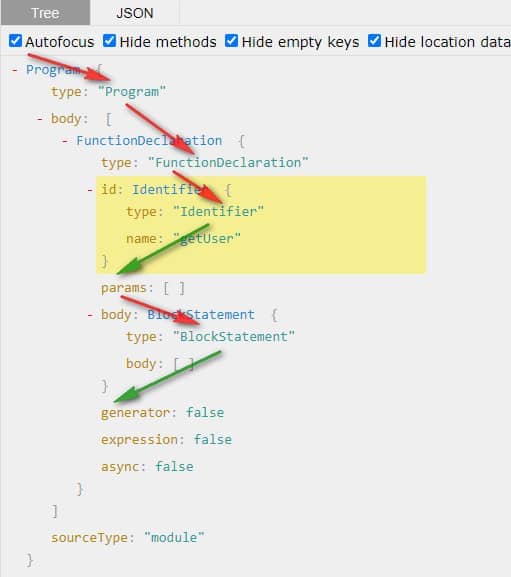 Tree JSON
Autofocus Hide methods Hide empty keys Hide location data
- Program {
type: "Program"
- body: [
- FunctionDeclaration {
type: "FunctionDeclaration"
- id: Identifier {
type: "Identifier"
name: "getUser"
}
params: [ ]
- body: BlockStatement {
type: "BlockStatement"
body: [ ]
}
generator: false
expression: false
async: false
}
]
sourceType: "module"
}